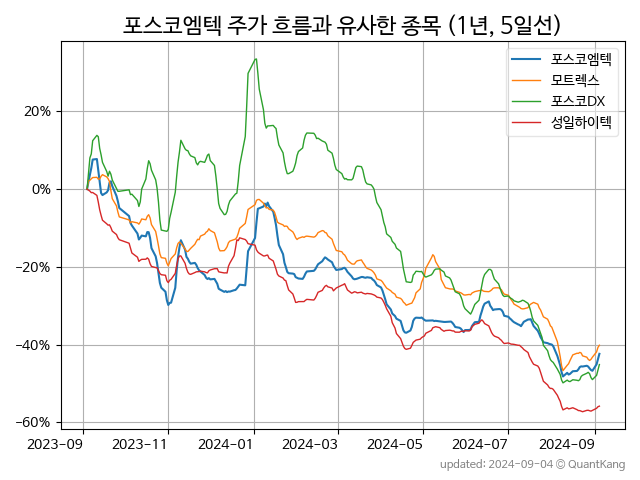 포스코엠텍 주가 흐름과 유사한 종목 (1년, 5일선)
포스코엠텍
모트렉스
포스코DX
성일하이텍
20%
0%
−20%
−40%
−60%
2023-09 2023-11 2024-01 2024-03 2024-05 2024-07 2024-09
updated: 2024-09-04 © QuantKang